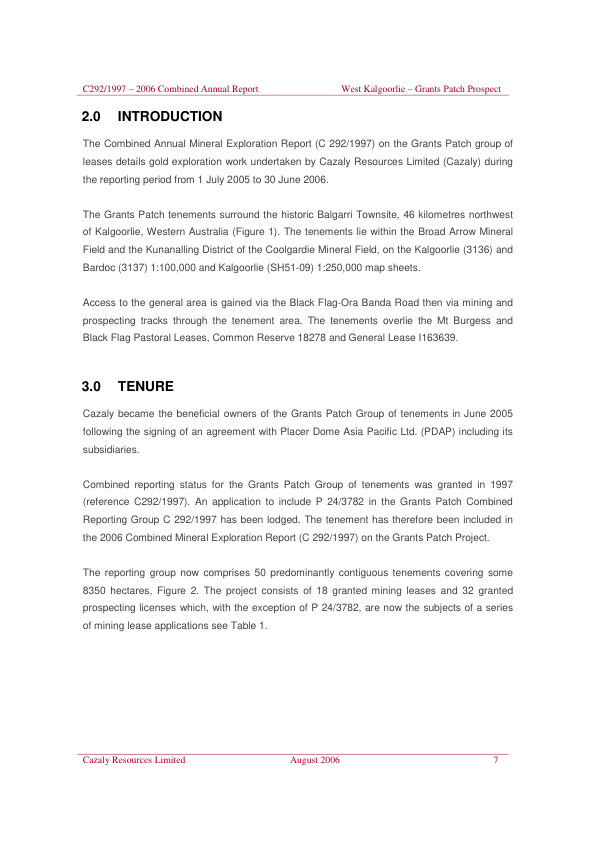 C292/1997 – 2006 Combined Annual Report West Kalgoorlie – Grants Patch Prospect
2.0 INTRODUCTION
The Combined Annual Mineral Exploration Report (C 292/1997) on the Grants Patch group of
leases details gold exploration work undertaken by Cazaly Resources Limited (Cazaly) during
the reporting period from 1 July 2005 to 30 June 2006.
The Grants Patch tenements surround the historic Balgarri Townsite, 46 kilometres northwest
of Kalgoorlie, Western Australia (Figure 1). The tenements lie within the Broad Arrow Mineral
Field and the Kunanalling District of the Coolgardie Mineral Field, on the Kalgoorlie (3136) and
Bardoc (3137) 1:100,000 and Kalgoorlie (SH51-09) 1:250,000 map sheets.
Access to the general area is gained via the Black Flag-Ora Banda Road then via mining and
prospecting tracks through the tenement area. The tenements overlie the Mt Burgess and
Black Flag Pastoral Leases, Common Reserve 18278 and General Lease I163639.
3.0 TENURE
Cazaly became the beneficial owners of the Grants Patch Group of tenements in June 2005
following the signing of an agreement with Placer Dome Asia Pacific Ltd. (PDAP) including its
subsidiaries.
Combined reporting status for the Grants Patch Group of tenements was granted in 1997
(reference C292/1997). An application to include P 24/3782 in the Grants Patch Combined
Reporting Group C 292/1997 has been lodged. The tenement has therefore been included in
the 2006 Combined Mineral Exploration Report (C 292/1997) on the Grants Patch Project.
The reporting group now comprises 50 predominantly contiguous tenements covering some
8350 hectares, Figure 2. The project consists of 18 granted mining leases and 32 granted
prospecting licenses which, with the exception of P 24/3782, are now the subjects of a series
of mining lease applications see Table 1.
Cazaly Resources Limited August 2006 7